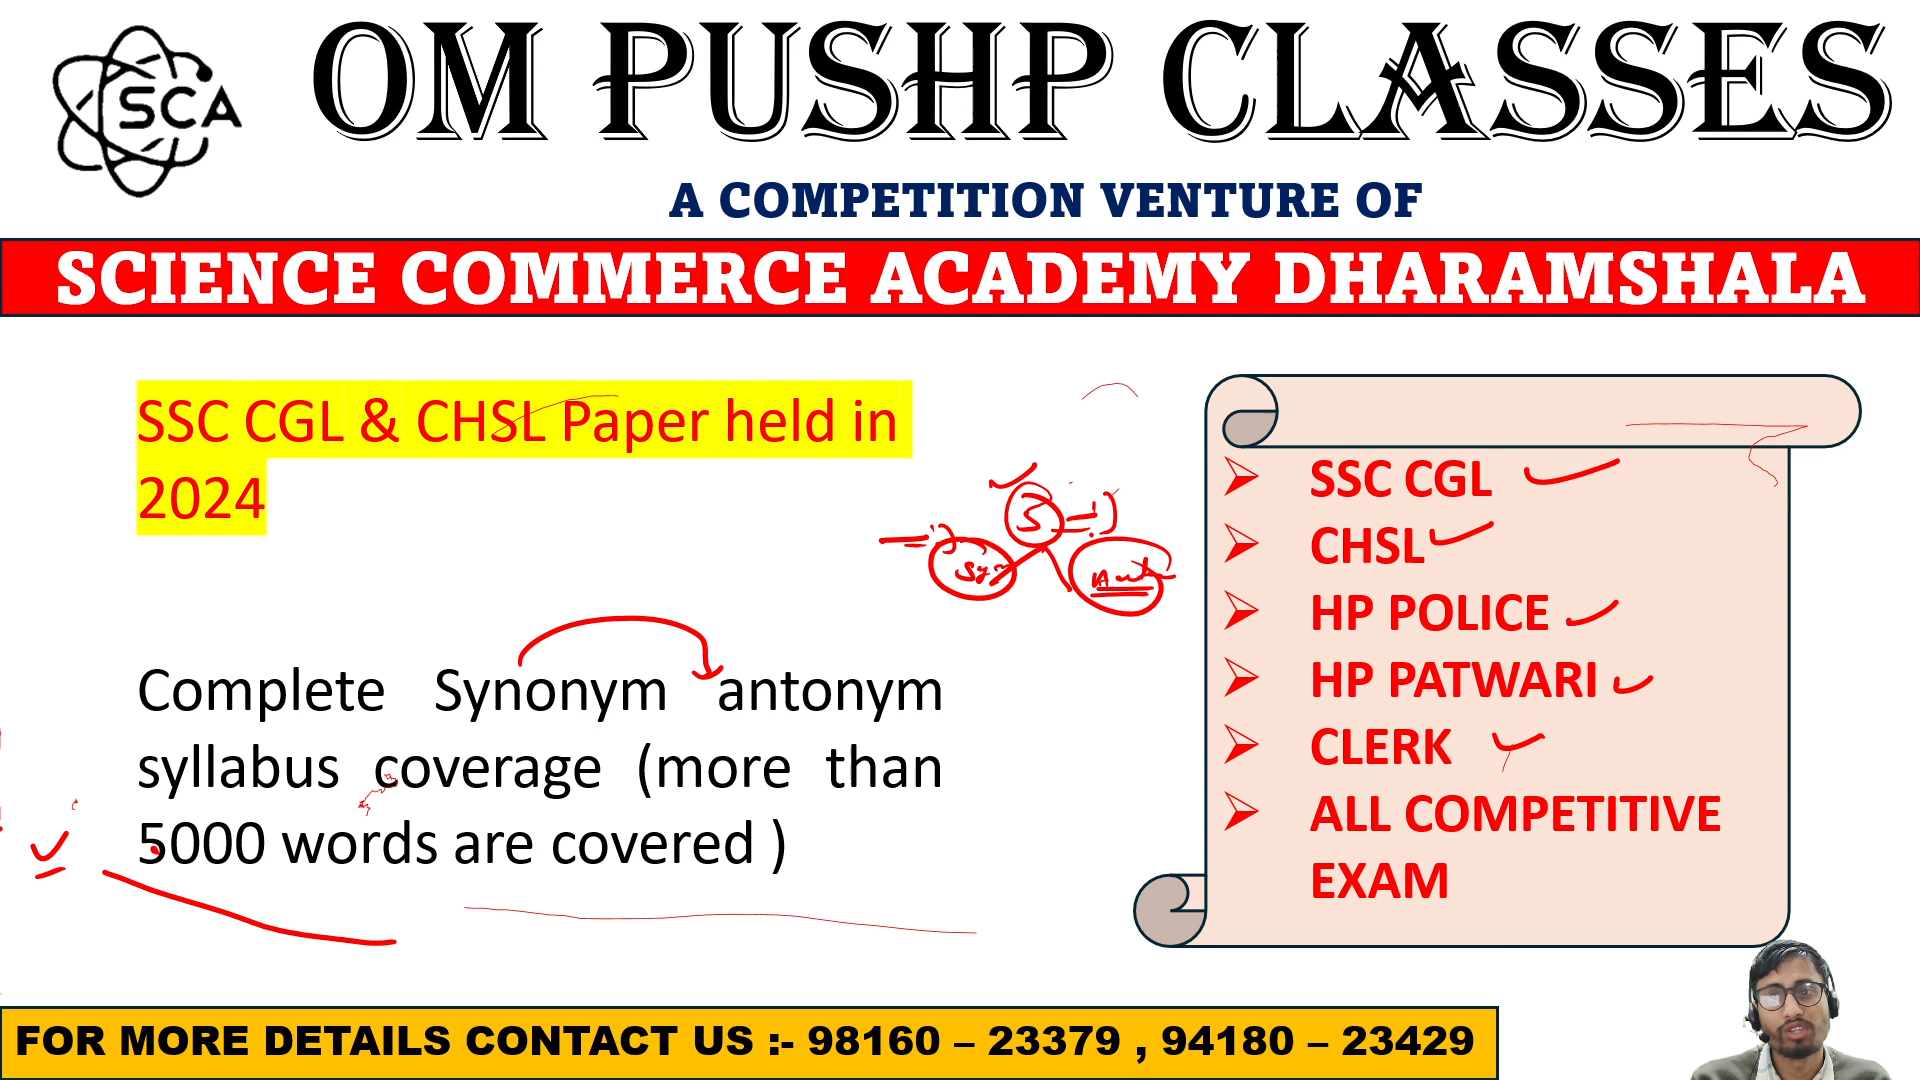 SCA
OM PUSHP CLASSES
A COMPETITION VENTURE OF
SCIENCE COMMERCE ACADEMY DHARAMSHALA
SSC CGL & CHSL Paper held in
2024
S
Syn
Ant
Complete Synonym antonym
syllabus coverage (more than
5000 words are covered )
SSC CGL
CHSL
HP POLICE
HP PATWARI
CLERK
ALL COMPETITIVE
EXAM
FOR MORE DETAILS CONTACT US :- 98160 – 23379 , 94180 – 23429